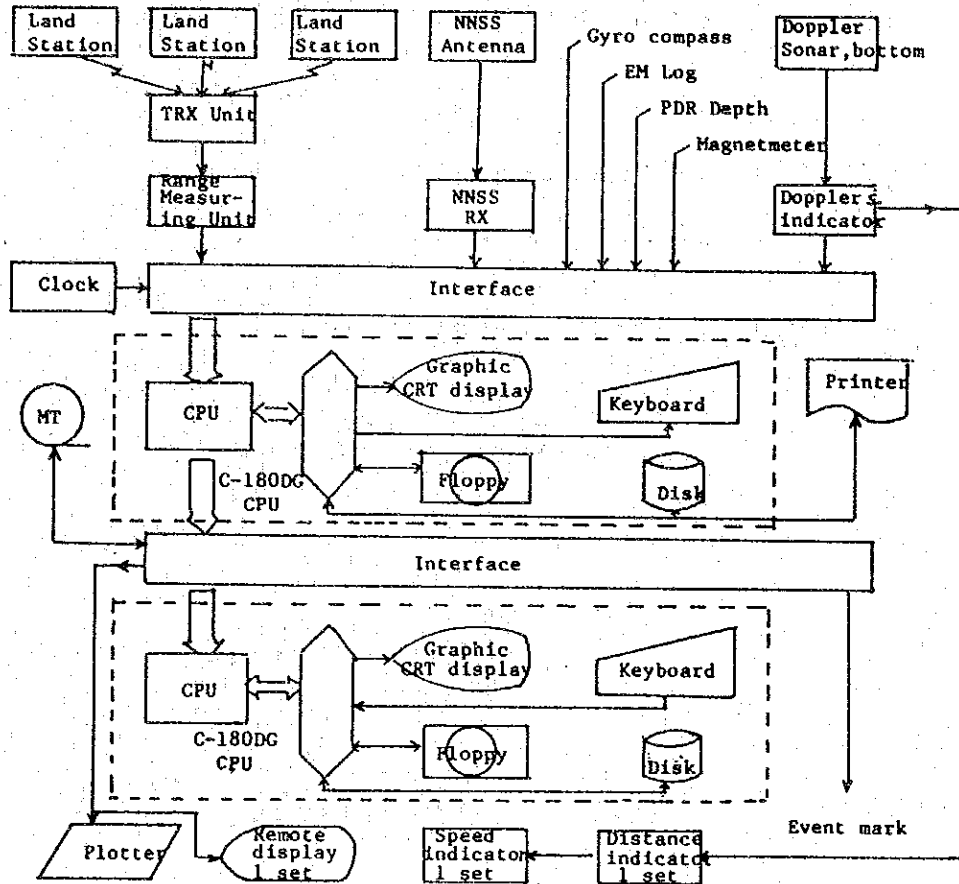 Land
Station
Land
Station
Land
Station
NNSS
Antenna
Gyro compass
EM Log
PDR Depth
Magnetmeter
Doppler
Sonar,bottom
TRX Unit
Range
Measur-
ing Unit
NNSS
RX
Dopplers
indicator
Clock
Interface
MT
CPU
Graphic
CRT display
Keyboard
Printer
C-180DG
CPU
Floppy
Disk
Interface
CPU
Graphic
CRT display
Keyboard
C-180DG
CPU
Floppy
Disk
Plotter
Remote
display
1 set
Speed
indicator
1 set
Distance
indicator
1 set
Event mark